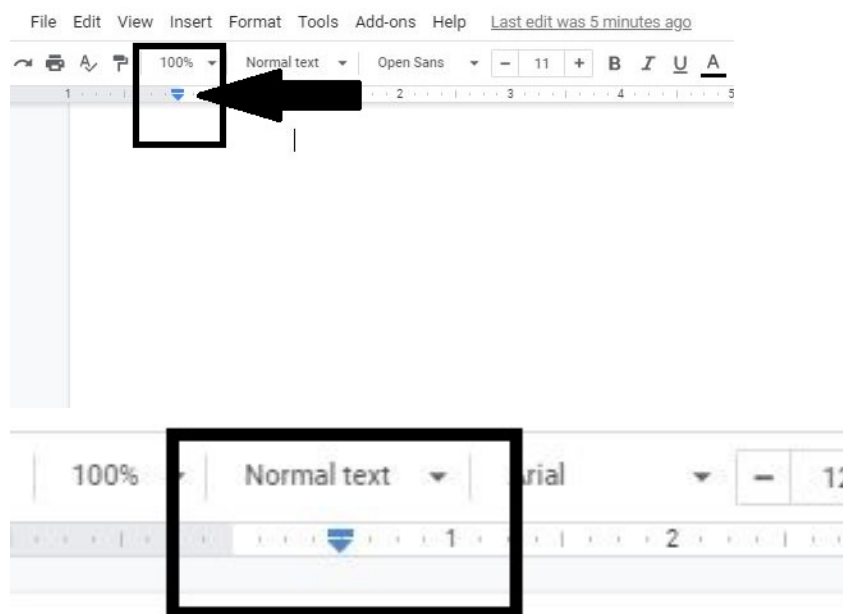 File Edit View Insert Format Tools Add-ons Help Last edit was 5 minutes ago
100% Normal text Open Sans - 11 + B I U A
1 2 3 4 5
100% Normal text - 12
1 2